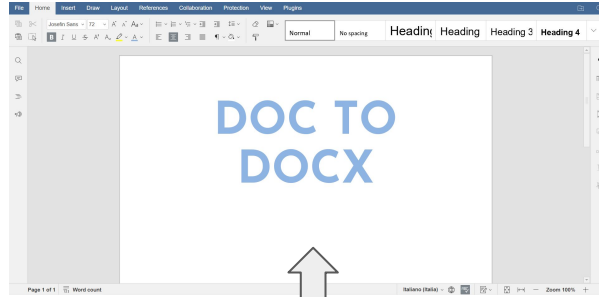 File Home Insert Draw Layout References Collaboration Protection View Plugins
Josefin Sans 72
Normal No spacing Heading Heading Heading 3 Heading 4
DOC TO
DOCX
Page 1 of 1 Word count Italiano (Italia) Zoom 100%